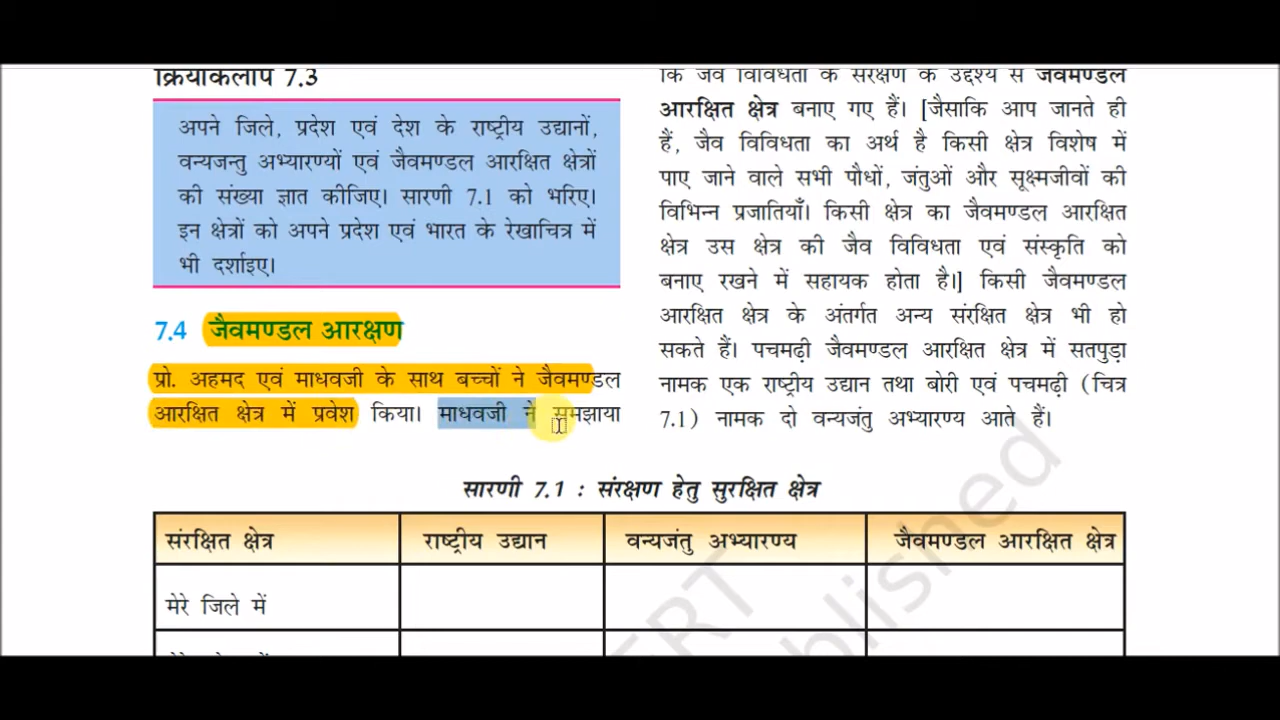 क्रियाकलाप 7.3
अपने जिले, प्रदेश एवं देश के राष्ट्रीय उद्यानों,
वन्यजन्तु अभ्यारण्यों एवं जैवमण्डल आरक्षित क्षेत्रों
की संख्या ज्ञात कीजिए। सारणी 7.1 को भरिए।
इन क्षेत्रों को अपने प्रदेश एवं भारत के रेखाचित्र में
भी दर्शाइए।
7.4 जैवमण्डल आरक्षण
प्रो. अहमद एवं माधवजी के साथ बच्चों ने जैवमण्डल
आरक्षित क्षेत्र में प्रवेश किया। माधवजी ने समझाया
कि जैव विविधता के संरक्षण के उद्देश्य से जैवमण्डल
आरक्षित क्षेत्र बनाए गए हैं। [जैसाकि आप जानते ही
हैं, जैव विविधता का अर्थ है किसी क्षेत्र विशेष में
पाए जाने वाले सभी पौधों, जंतुओं और सूक्ष्मजीवों की
विभिन्न प्रजातियाँ। किसी क्षेत्र का जैवमण्डल आरक्षित
क्षेत्र उस क्षेत्र की जैव विविधता एवं संस्कृति को
बनाए रखने में सहायक होता है।] किसी जैवमण्डल
आरक्षित क्षेत्र के अंतर्गत अन्य संरक्षित क्षेत्र भी हो
सकते हैं। पचमढ़ी जैवमण्डल आरक्षित क्षेत्र में सतपुड़ा
नामक एक राष्ट्रीय उद्यान तथा बोरी एवं पचमढ़ी (चित्र
7.1) नामक दो वन्यजंतु अभ्यारण्य आते हैं।
सारणी 7.1 : संरक्षण हेतु सुरक्षित क्षेत्र
संरक्षित क्षेत्र राष्ट्रीय उद्यान वन्यजंतु अभ्यारण्य जैवमण्डल आरक्षित क्षेत्र
मेरे जिले में